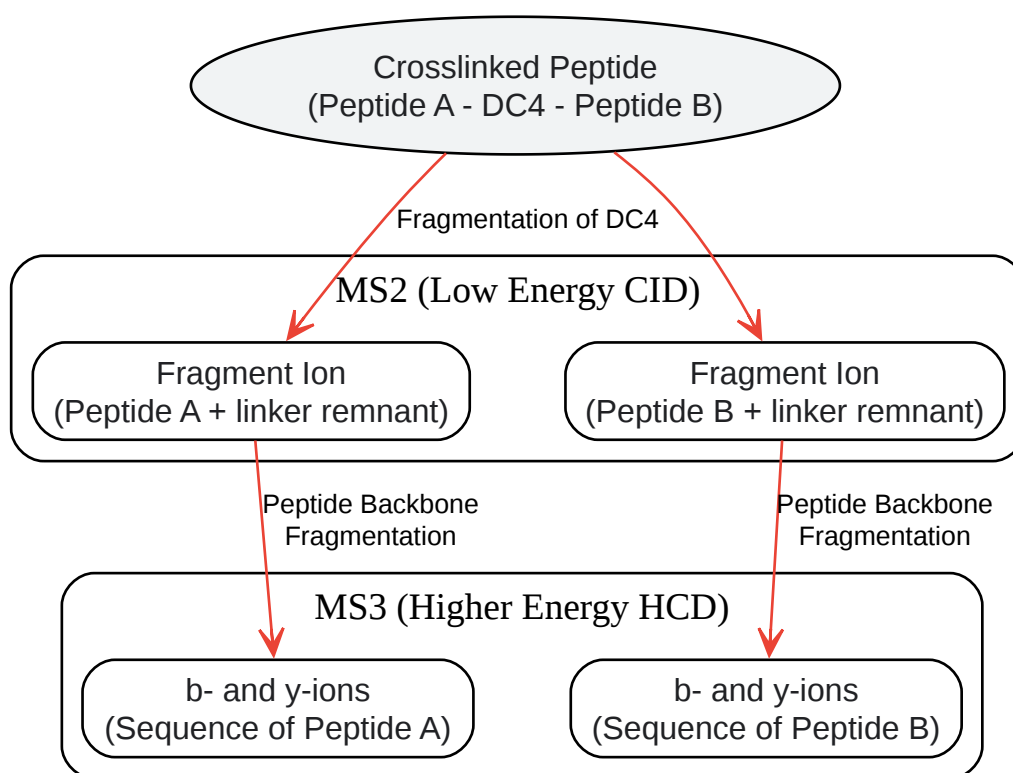 Crosslinked Peptide
(Peptide A - DC4 - Peptide B)
Fragmentation of DC4
MS2 (Low Energy CID)
Fragment Ion
(Peptide A + linker remnant)
Fragment Ion
(Peptide B + linker remnant)
Peptide Backbone
Fragmentation
Peptide Backbone
Fragmentation
MS3 (Higher Energy HCD)
b- and y-ions
(Sequence of Peptide A)
b- and y-ions
(Sequence of Peptide B)